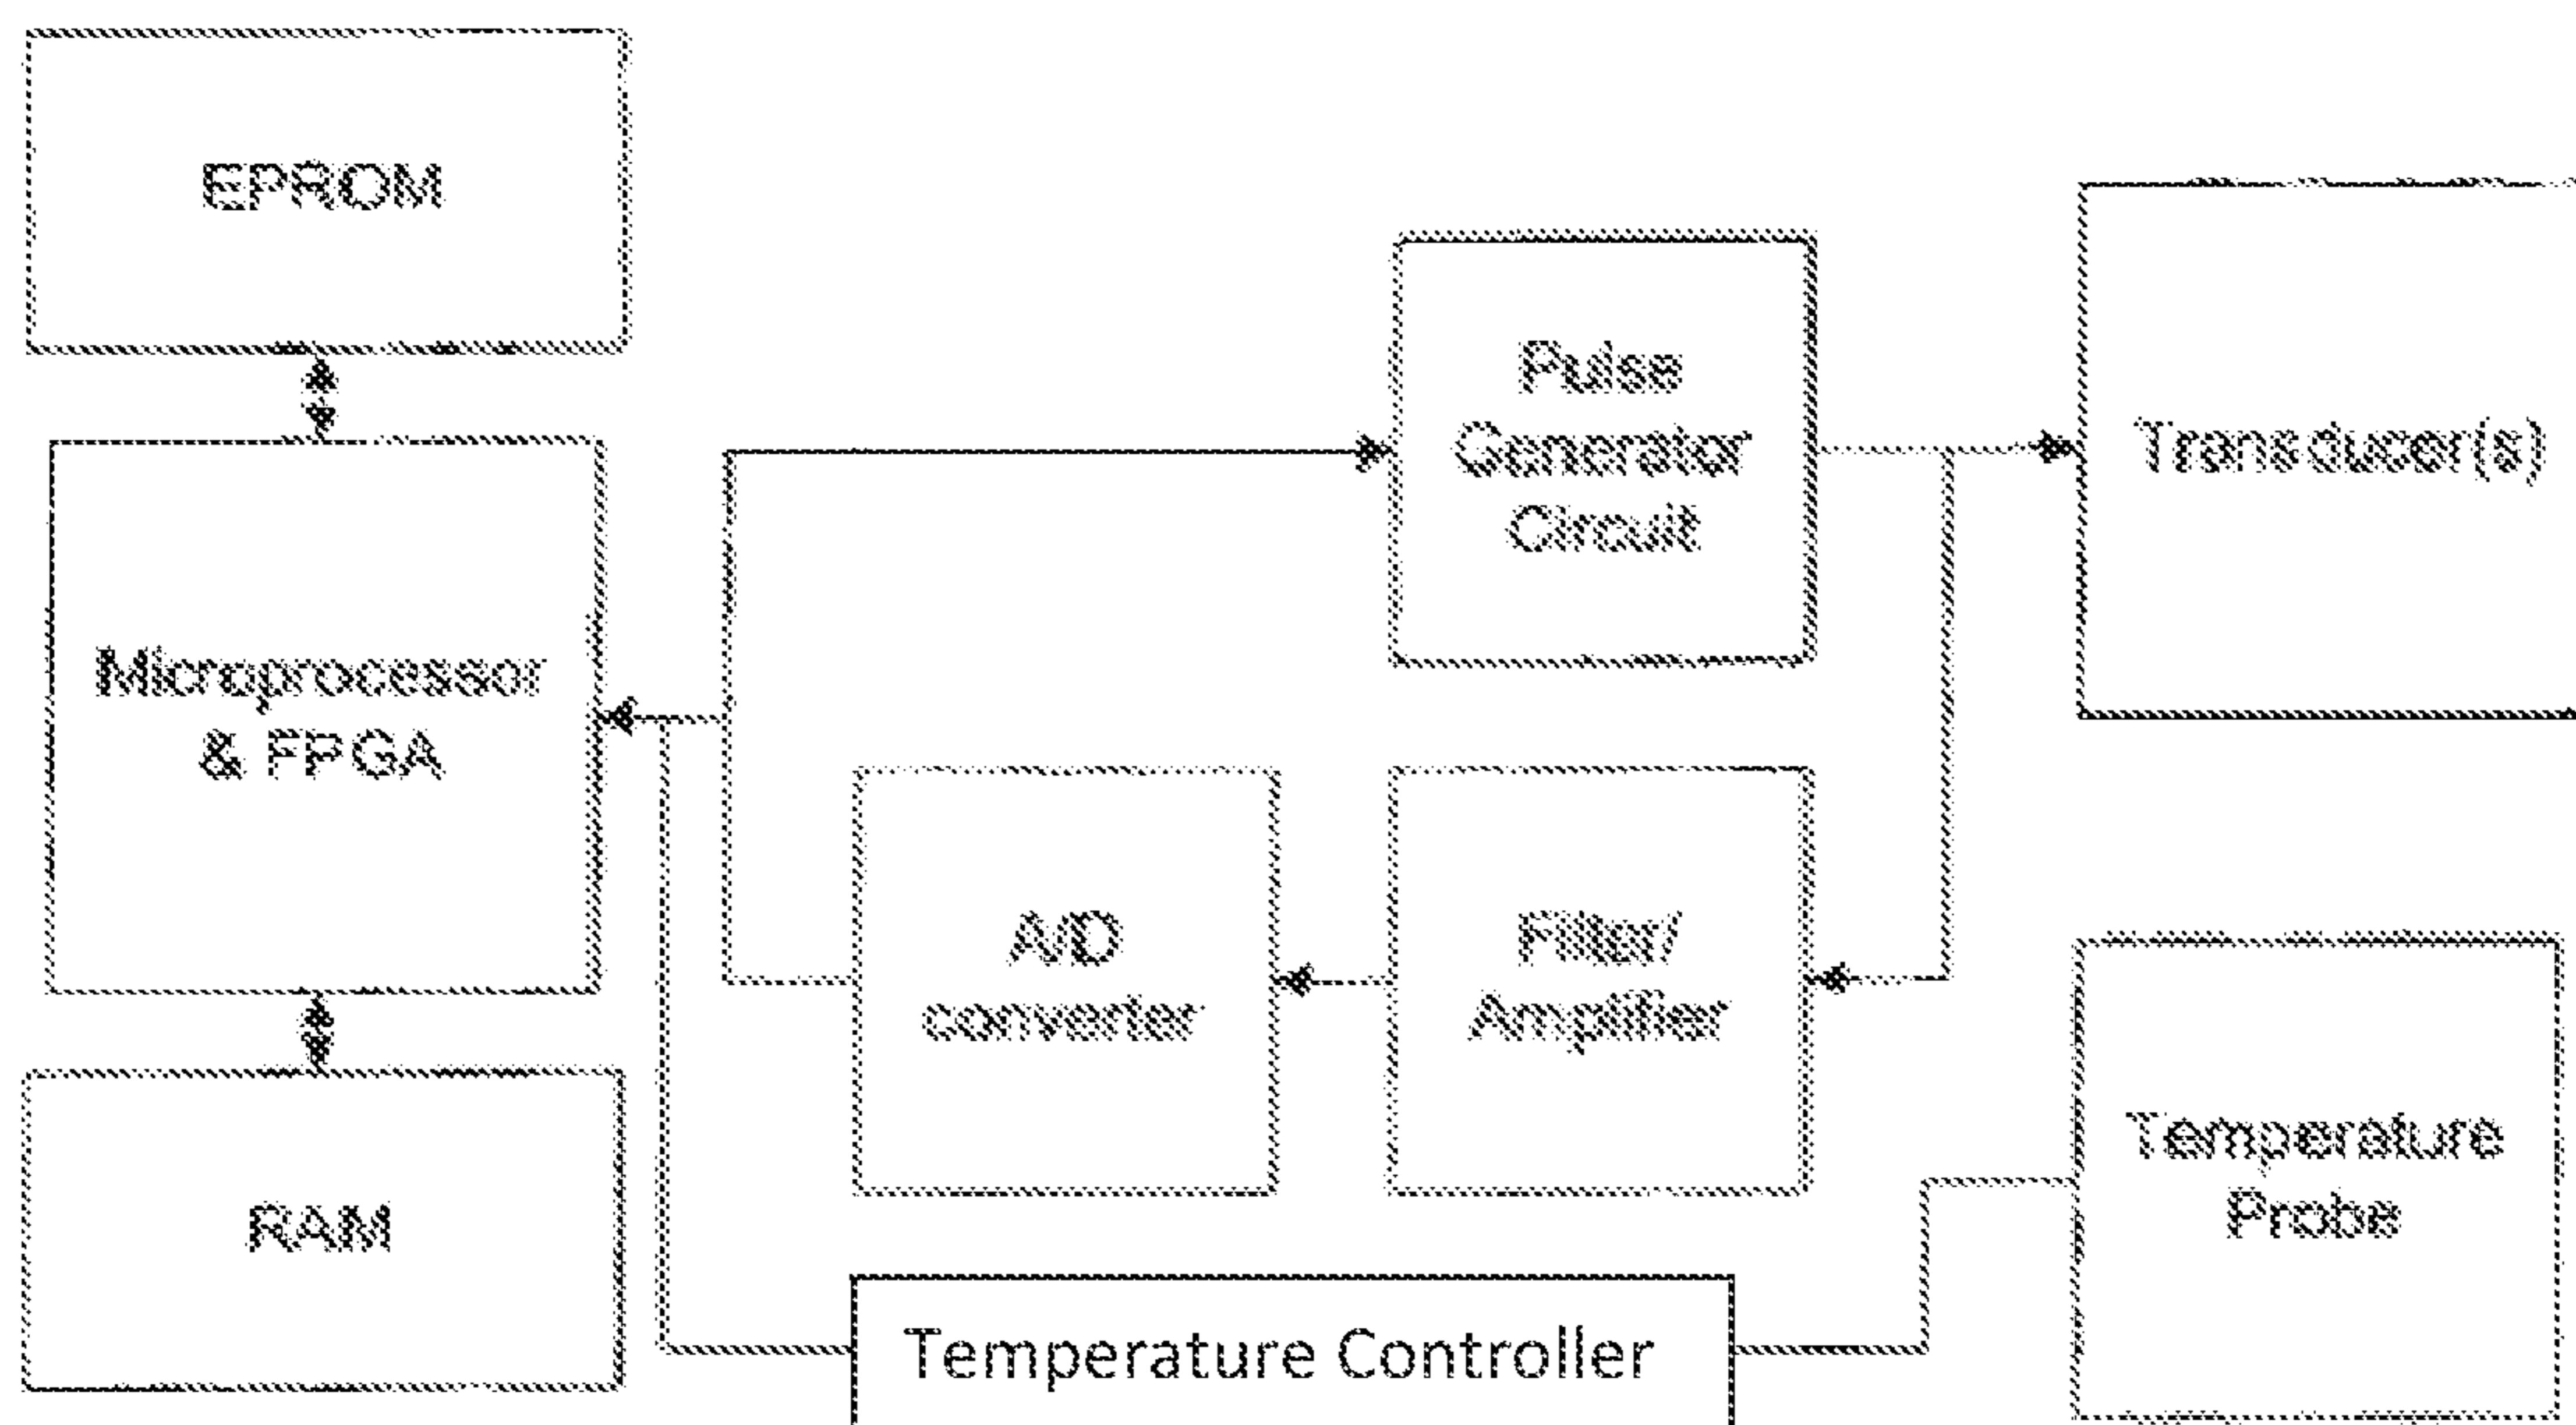 EPROM
Pulse
Generator
Circuit
Transducer(s)
Microprocessor
& FPGA
A/D
converter
Filter/
Amplifier
Temperature
Probe
RAM
Temperature Controller